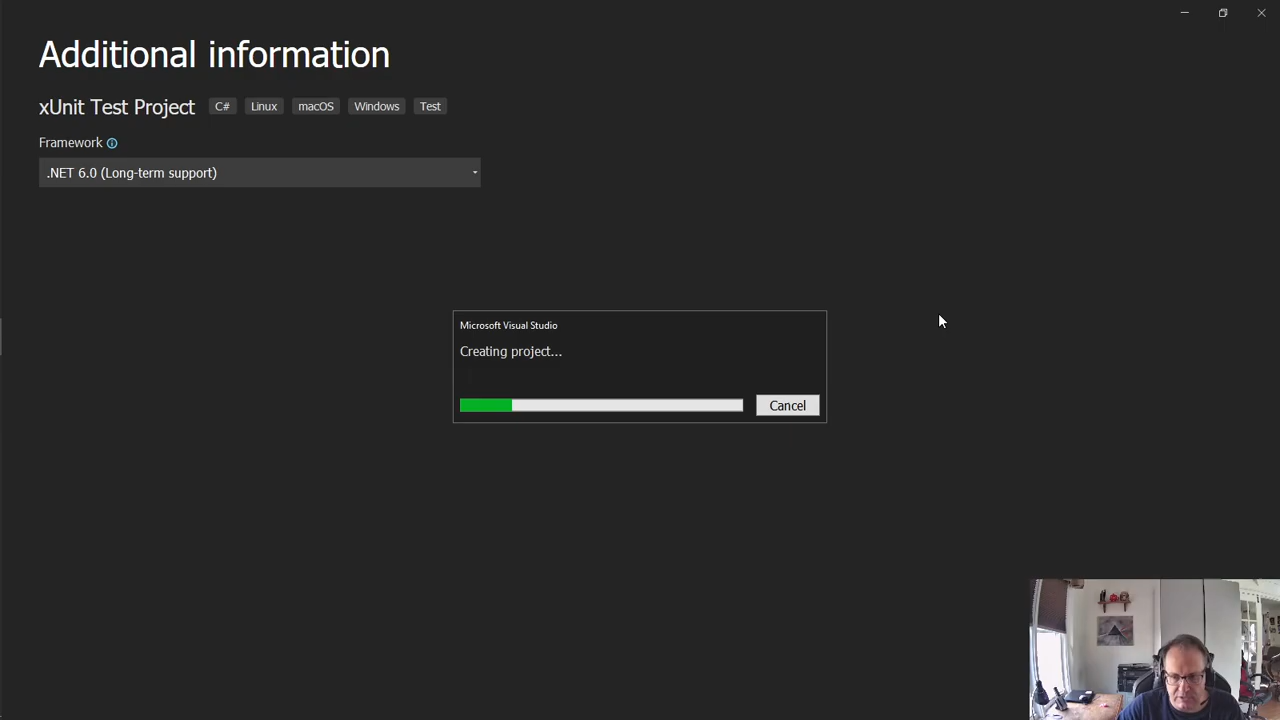 Additional information
xUnit Test Project C# Linux macOS Windows Test
Framework
.NET 6.0 (Long-term support)
Microsoft Visual Studio
Creating project...
Cancel